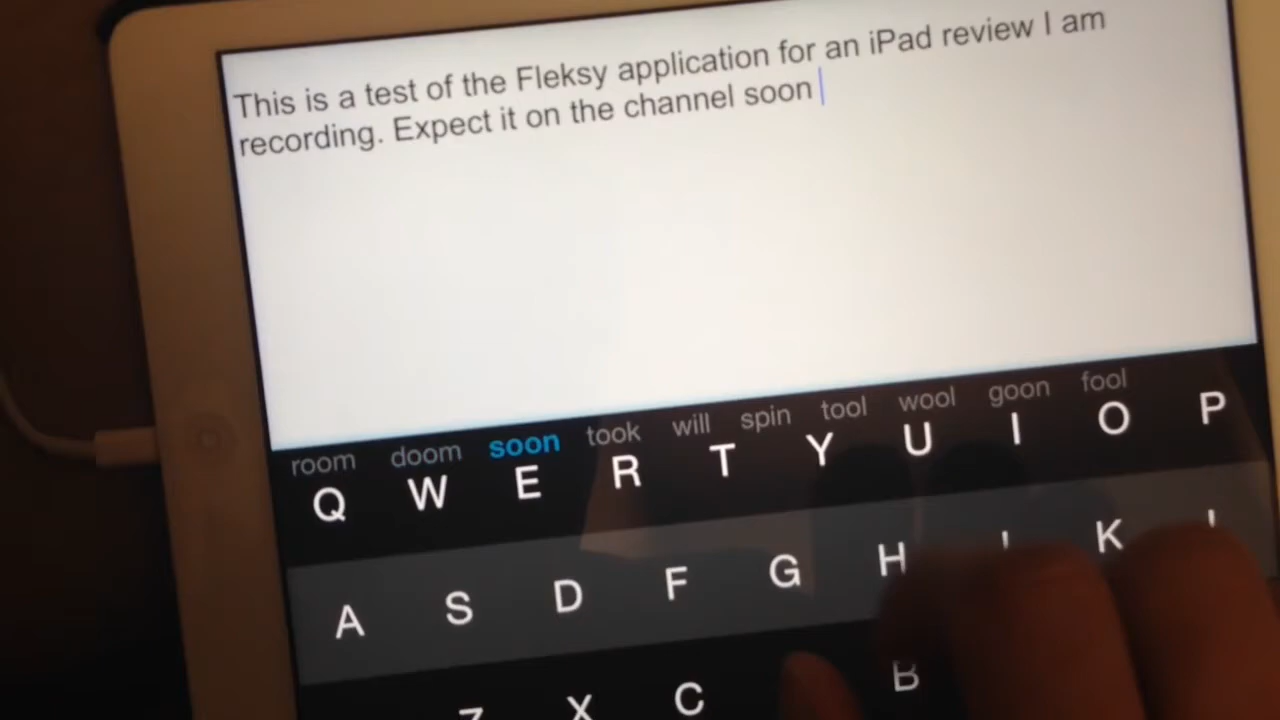 This is a test of the Fleksy application for an iPad review I am
recording. Expect it on the channel soon
room doom soon took will spin tool wool goon fool
Q W E R T Y U I O P
A S D F G H K
Z X C B